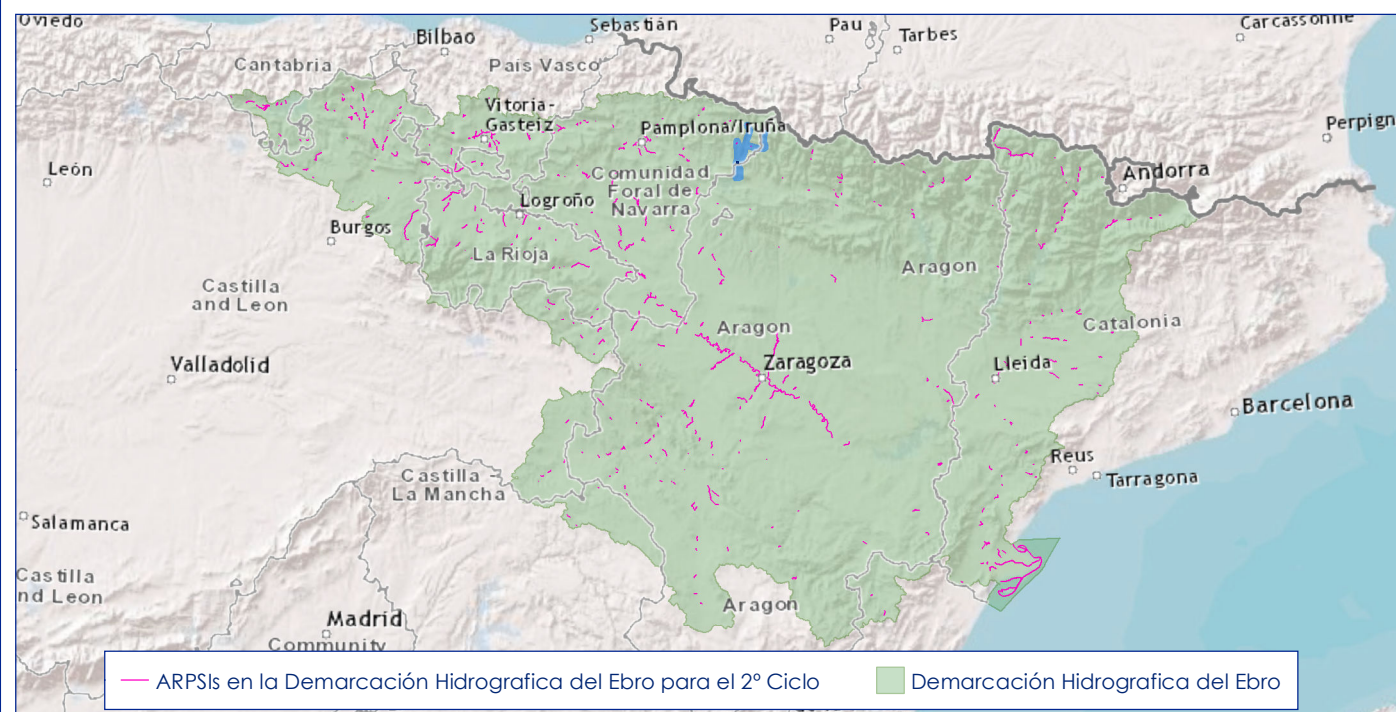 Oviedo
Sebastián
Pau
Carcassonne
Bilbao
Tarbes
Cantabria
País Vasco
Vitoria-
Gasteiz
Pamplona/Iruña
Perpign
León
Andorra
Comunidad
Foral de
Navarra
Logroño
Burgos
La Rioja
Aragon
Castilla
and Leon
Aragon
Catalonia
Valladolid
Zaragoza
Lleida
Barcelona
Reus
Castilla
La Mancha
Tarragona
Salamanca
Castilla
nd Leon
Aragon
Madrid
Community
ARPSIs en la Demarcación Hidrografica del Ebro para el 2º Ciclo
Demarcación Hidrografica del Ebro